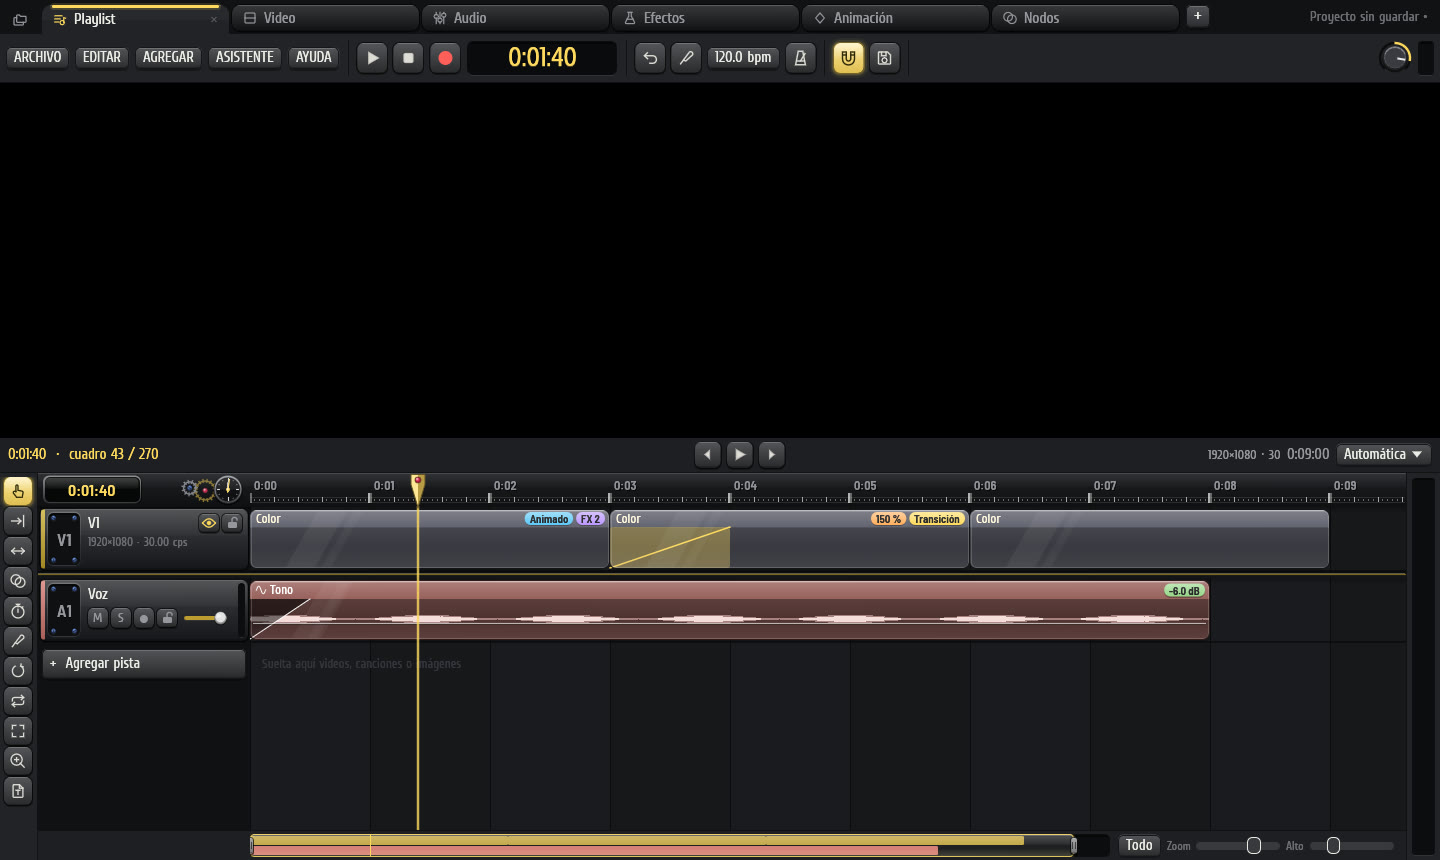 Playlist ×
Video
Audio
Efectos
Animación
Nodos
+
Proyecto sin guardar •
ARCHIVO EDITAR AGREGAR ASISTENTE AYUDA
0:01:40
120.0 bpm
0:01:40 · cuadro 43 / 270
1920×1080 · 30 0:09:00 Automática
0:01:40
0:00 0:01 0:02 0:03 0:04 0:05 0:06 0:07 0:08 0:09
V1 V1
1920×1080 · 30.00 cps
Color Animado FX 2
Color 150 % Transición
Color
A1 Voz
M S
Tono -6.0 dB
+ Agregar pista
Suelta aquí videos, canciones o imágenes
Todo Zoom Alto